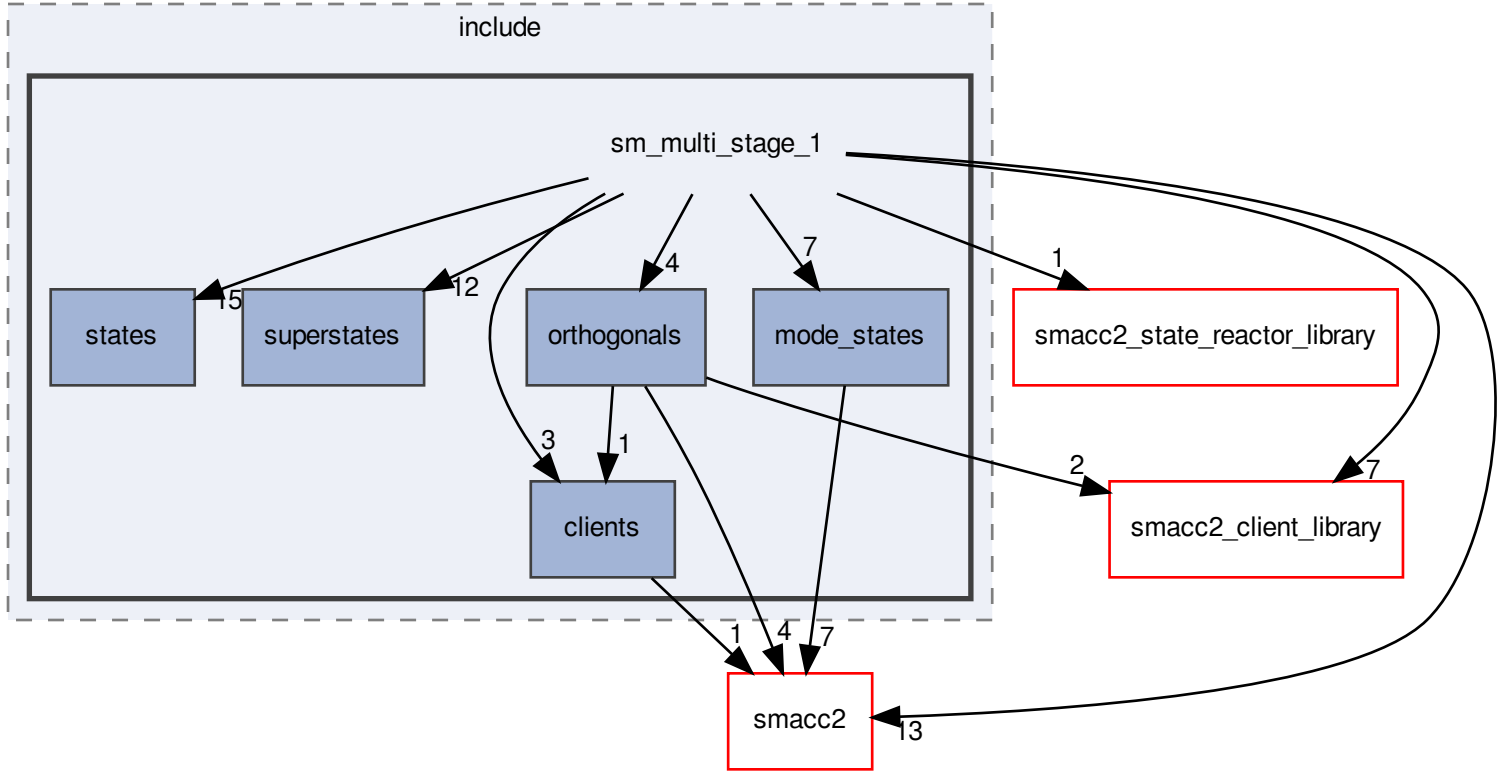 include
sm_multi_stage_1
4
7
1
15
12
states
superstates
orthogonals
mode_states
smacc2_state_reactor_library
3
1
2
7
clients
smacc2_client_library
1
4
7
smacc2
13